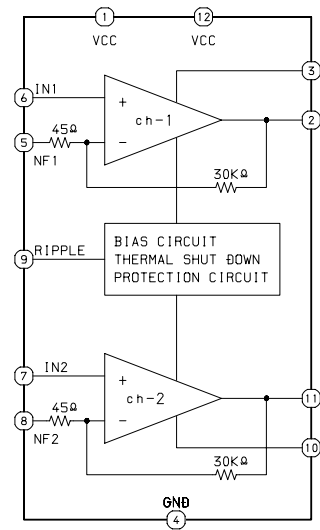 1 12
VCC VCC
3
IN1
6
+
ch-1
2
45Ω
5
−
NF1
30KΩ
BIAS CIRCUIT
9 RIPPLE
THERMAL SHUT DOWN
PROTECTION CIRCUIT
IN2
7
+
ch-2
11
45Ω
8
−
NF2
10
30KΩ
GND
4